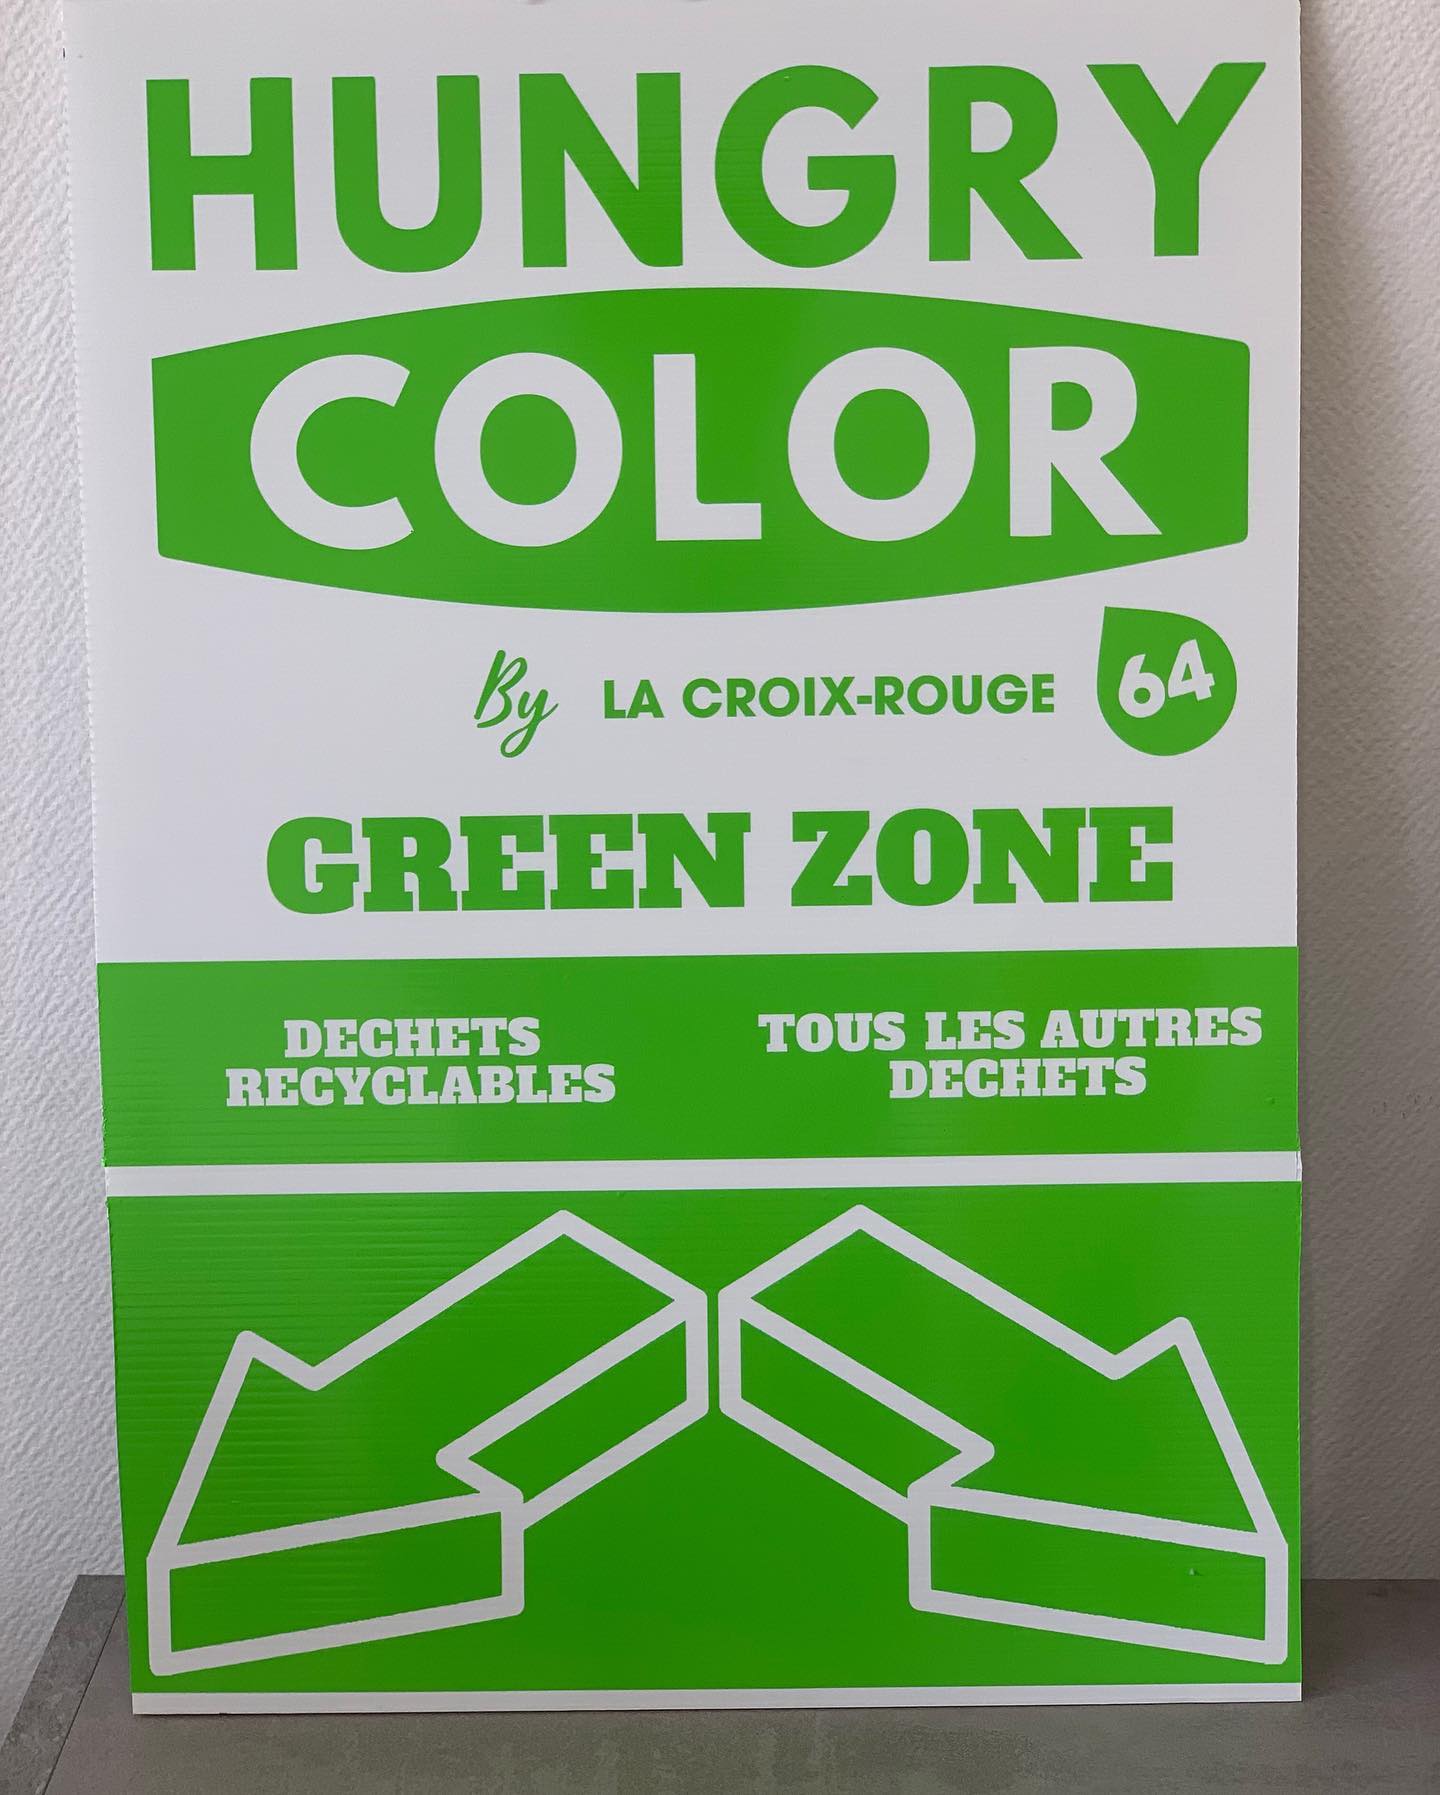 HUNGRY
COLOR
By LA CROIX-ROUGE 64
GREEN ZONE
DECHETS
RECYCLABLES
TOUS LES AUTRES
DECHETS